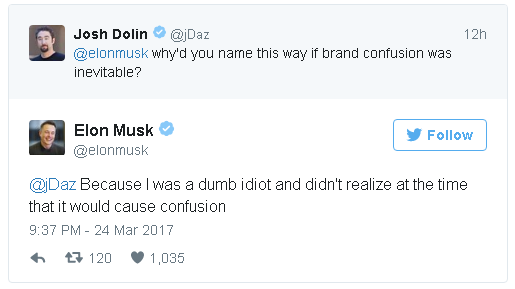 Josh Dolin @jDaz 12h
@elonmusk why'd you name this way if brand confusion was
inevitable?
Elon Musk
@elonmusk
Follow
@jDaz Because I was a dumb idiot and didn't realize at the time
that it would cause confusion
9:37 PM - 24 Mar 2017
120 1,035